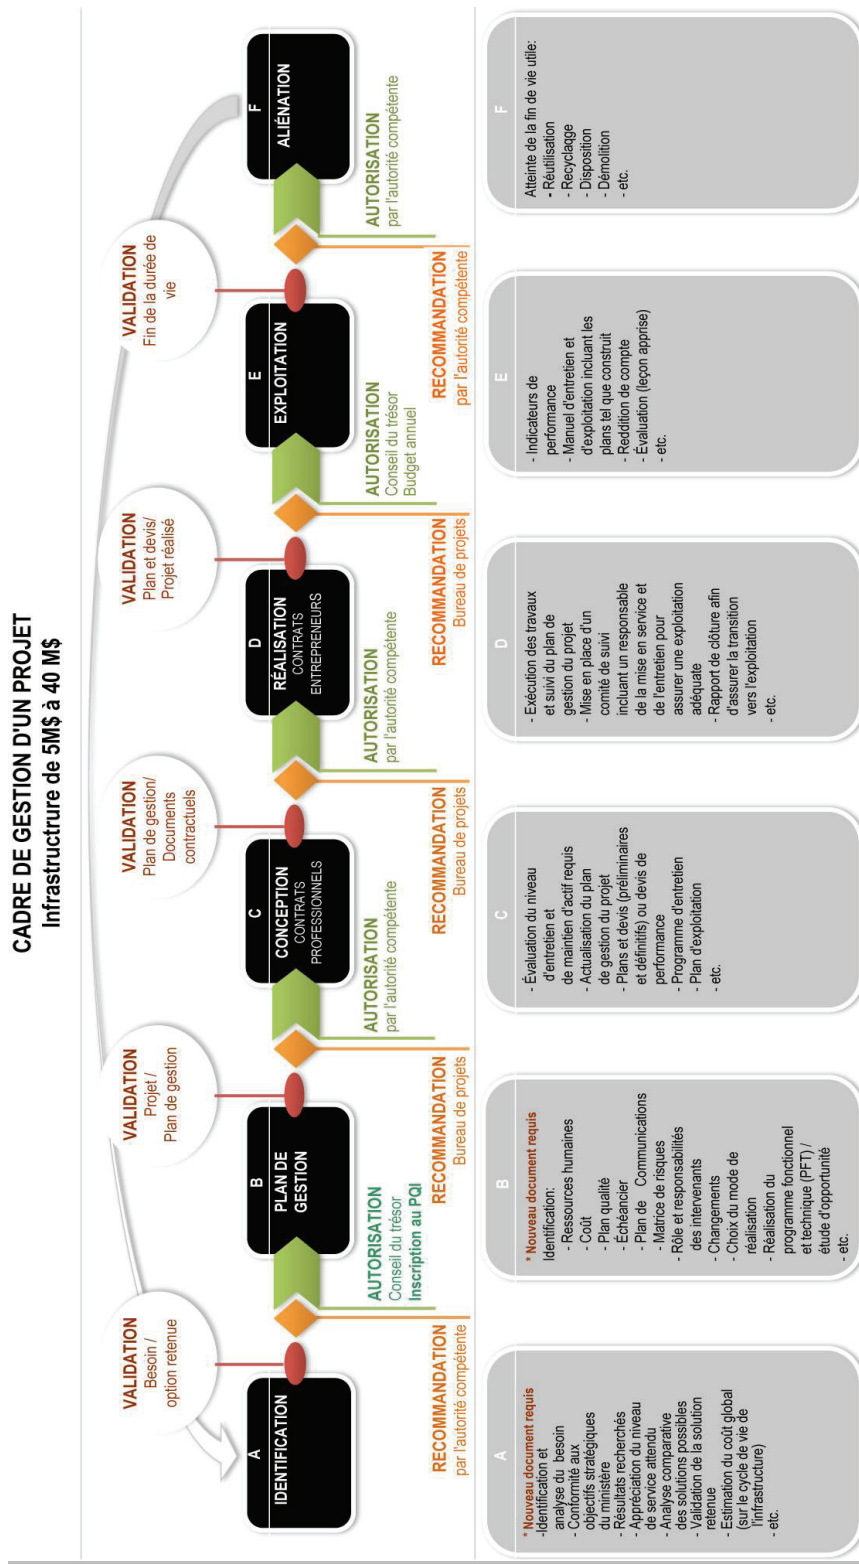 CADRE DE GESTION D'UN PROJET
Infrastructrure de 5M$ à 40 M$
VALIDATION
Besoin /
option retenue
VALIDATION
Projet /
Plan de gestion
VALIDATION
Plan de gestion/
Documents
contractuels
VALIDATION
Plan et devis/
Projet réalisé
VALIDATION
Fin de la durée de
vie
A
IDENTIFICATION
B
PLAN DE
GESTION
C
CONCEPTION
CONTRATS
PROFESSIONNELS
D
RÉALISATION
CONTRATS
ENTREPRENEURS
E
EXPLOITATION
F
ALIÉNATION
AUTORISATION
Conseil du trésor
Inscription au PQI
AUTORISATION
par l'autorité compétente
AUTORISATION
par l'autorité compétente
AUTORISATION
Conseil du trésor
Budget annuel
AUTORISATION
par l'autorité compétente
RECOMMANDATION
par l'autorité compétente
RECOMMANDATION
Bureau de projets
RECOMMANDATION
Bureau de projets
RECOMMANDATION
Bureau de projets
RECOMMANDATION
par l'autorité compétente
A
* Nouveau document requis
-Identification et
analyse du besoin
- Conformité aux
objectifs stratégiques
du ministère
- Résultats recherchés
- Appréciation du niveau
de service attendu
- Analyse comparative
des solutions possibles
- Validation de la solution
retenue
- Estimation du coût global
(sur le cycle de vie de
l'infrastructure)
- etc.
B
* Nouveau document requis
Identification:
- Ressources humaines
- Coût
- Plan qualité
- Échéancier
- Plan de Communications
- Matrice de risques
- Rôle et responsabilités
des intervenants
- Changements
- Choix du mode de
réalisation
- Réalisation du
programme fonctionnel
et technique (PFT) /
étude d'opportunité
- etc.
C
- Évaluation du niveau
d'entretien et
de maintien d'actif requis
- Actualisation du plan
de gestion du projet
- Plans et devis (préliminaires
et définitifs) ou devis de
performance
- Programme d'entretien
- Plan d'exploitation
- etc.
D
- Exécution des travaux
et suivi du plan de
gestion du projet
- Mise en place d'un
comité de suivi
incluant un responsable
de la mise en service et
de l'entretien pour
assurer une exploitation
adéquate
- Rapport de clôture afin
d'assurer la transition
vers l'exploitation
- etc.
E
- Indicateurs de
performance
- Manuel d'entretien et
d'exploitation incluant les
plans tel que construit
- Reddition de compte
- Évaluation (leçon apprise)
- etc.
F
Atteinte de la fin de vie utile:
- Réutilisation
- Recyclaqge
- Disposition
- Démolition
- etc.